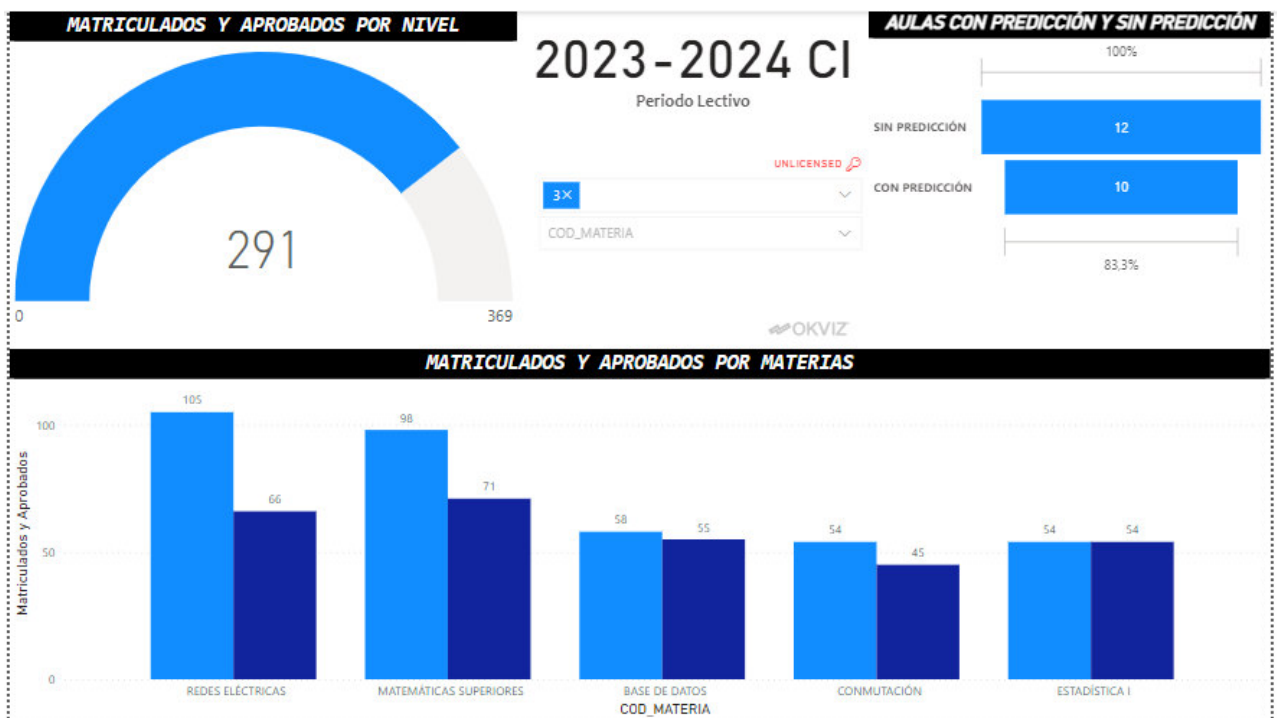 MATRICULADOS Y APROBADOS POR NIVEL
291
0
369
2023-2024 CI
Periodo Lectivo
UNLICENSED
3×
COD_MATERIA
OKVIZ
AULAS CON PREDICCIÓN Y SIN PREDICCIÓN
100%
SIN PREDICCIÓN
12
CON PREDICCIÓN
10
83,3%
MATRICULADOS Y APROBADOS POR MATERIAS
Matriculados y Aprobados
100
50
0
105
66
98
71
58
55
54
45
54
54
REDES ELÉCTRICAS
MATEMÁTICAS SUPERIORES
BASE DE DATOS
CONMUTACIÓN
ESTADÍSTICA I
COD_MATERIA